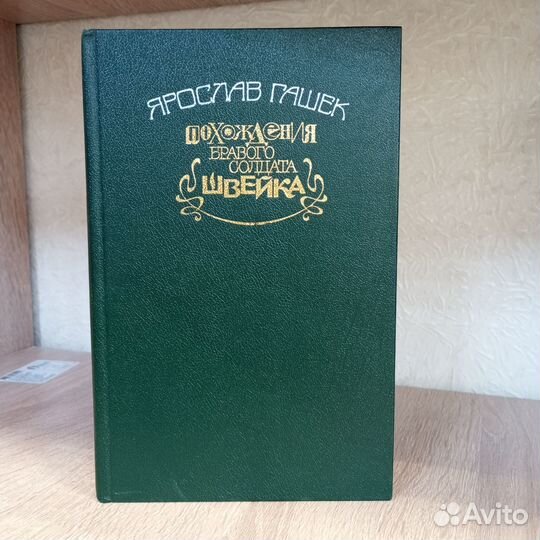 ЯРОСЛАВ ГАШЕК
ПОХОЖДЕНИЯ
БРАВОГО
СОЛДАТА
ШВЕЙКА
Avito